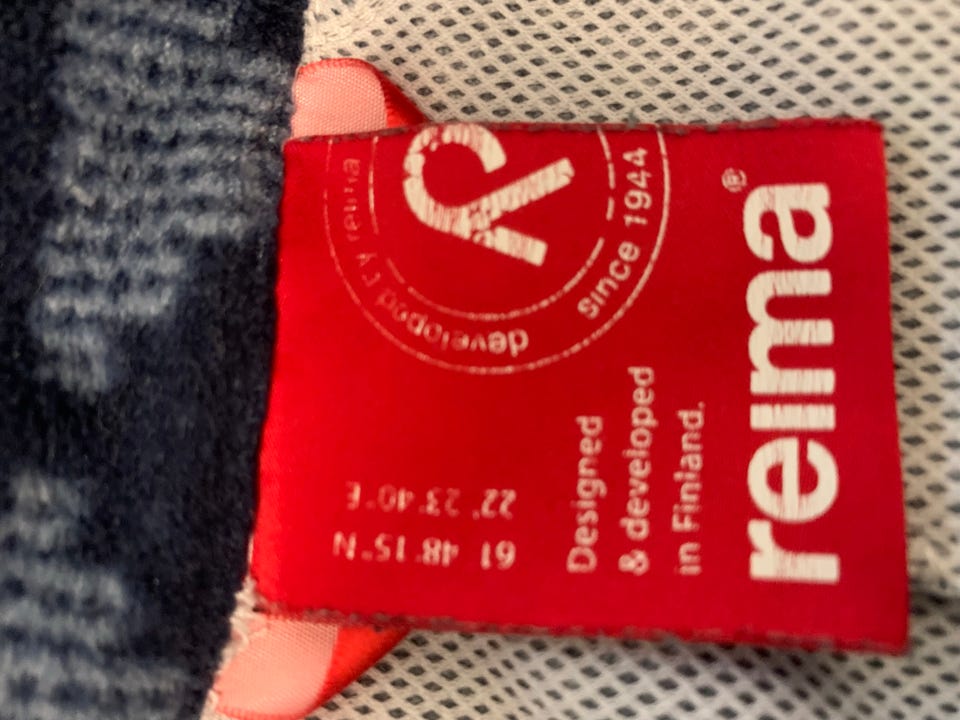 reima®
Designed
& developed
in Finland.
since 1944
developed by reima
61° 48' 15" N
22° 23' 40" E